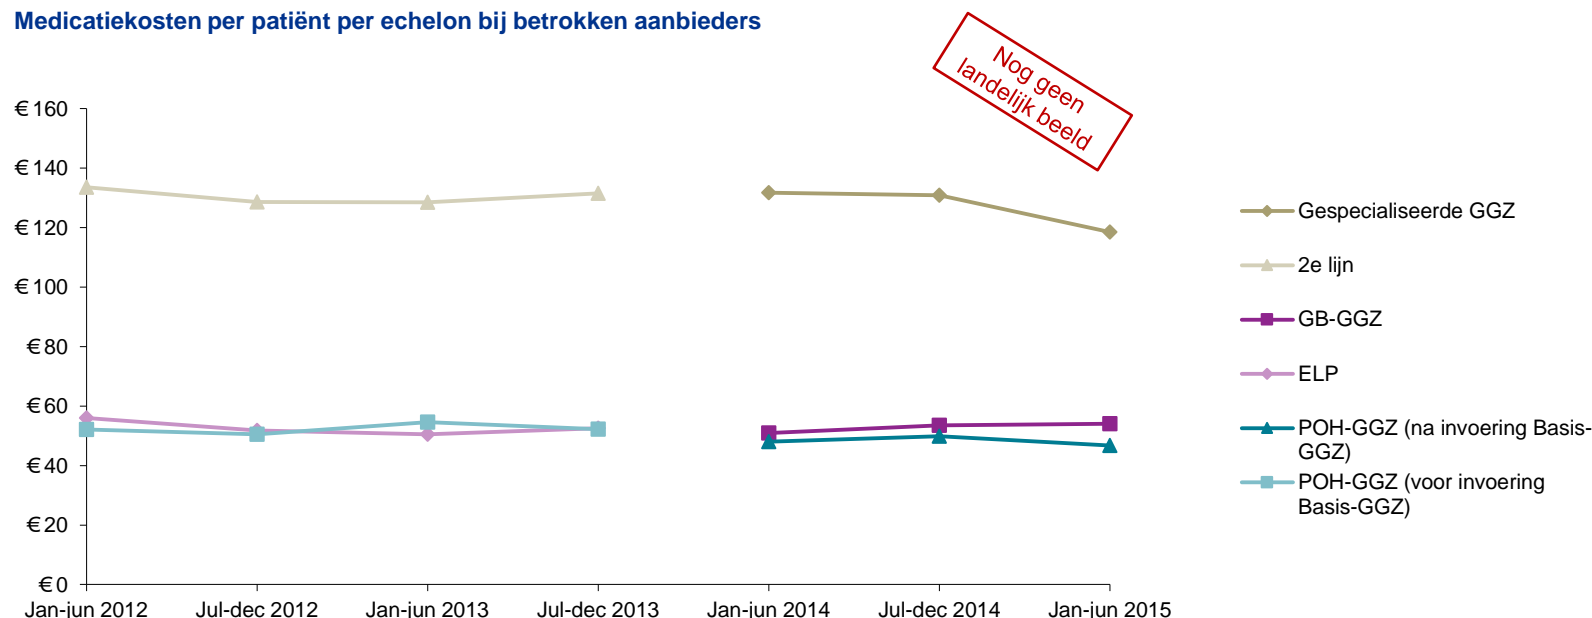 Medicatiekosten per patiënt per echelon bij betrokken aanbieders
Nog geen
landelijk beeld
€ 160
€ 140
€ 120
€ 100
€ 80
€ 60
€ 40
€ 20
€ 0
Jan-jun 2012
Jul-dec 2012
Jan-jun 2013
Jul-dec 2013
Jan-jun 2014
Jul-dec 2014
Jan-jun 2015
Gespecialiseerde GGZ
2e lijn
GB-GGZ
ELP
POH-GGZ (na invoering Basis-
GGZ)
POH-GGZ (voor invoering
Basis-GGZ)